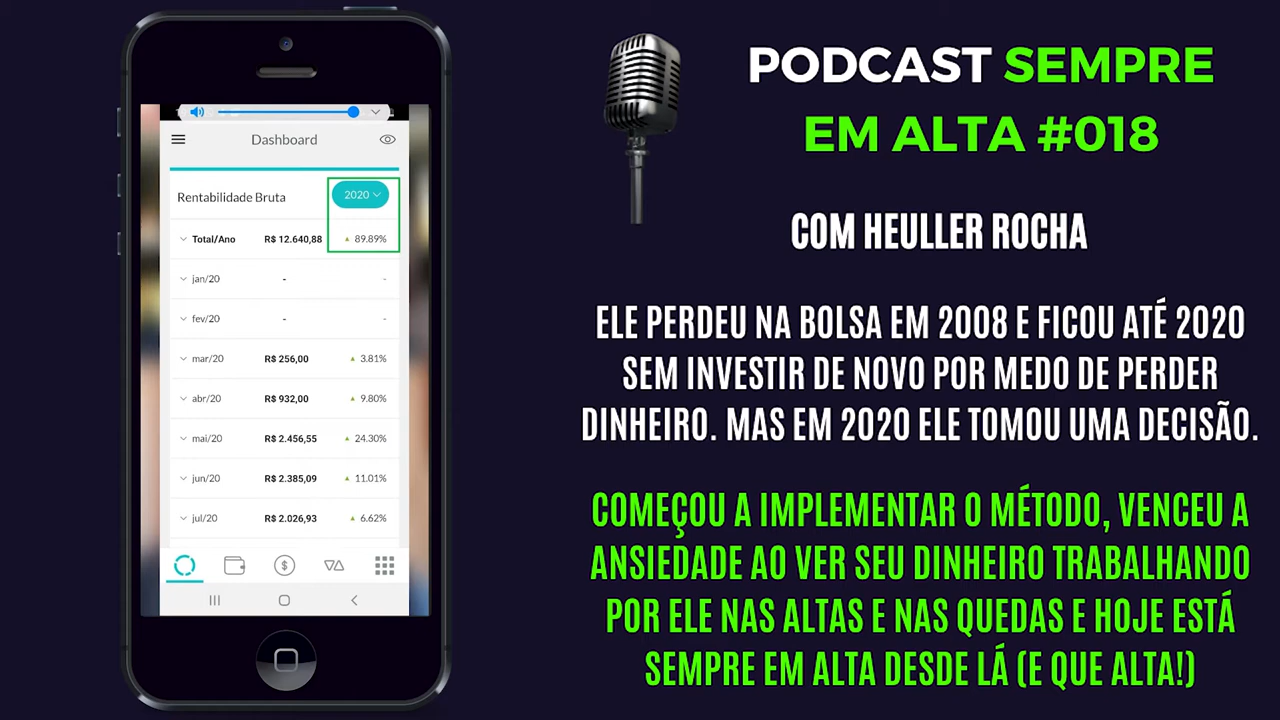 Dashboard
Rentabilidade Bruta
2020
Total/Ano R$ 12.640,88 89.89%
jan/20 - -
fev/20 - -
mar/20 R$ 256,00 3.81%
abr/20 R$ 932,00 9.80%
mai/20 R$ 2.456,55 24.30%
jun/20 R$ 2.385,09 11.01%
jul/20 R$ 2.026,93 6.62%
PODCAST SEMPRE
EM ALTA #018
COM HEULLER ROCHA
ELE PERDEU NA BOLSA EM 2008 E FICOU ATÉ 2020
SEM INVESTIR DE NOVO POR MEDO DE PERDER
DINHEIRO. MAS EM 2020 ELE TOMOU UMA DECISÃO.
COMEÇOU A IMPLEMENTAR O MÉTODO, VENCEU A
ANSIEDADE AO VER SEU DINHEIRO TRABALHANDO
POR ELE NAS ALTAS E NAS QUEDAS E HOJE ESTÁ
SEMPRE EM ALTA DESDE LÁ (E QUE ALTA!)